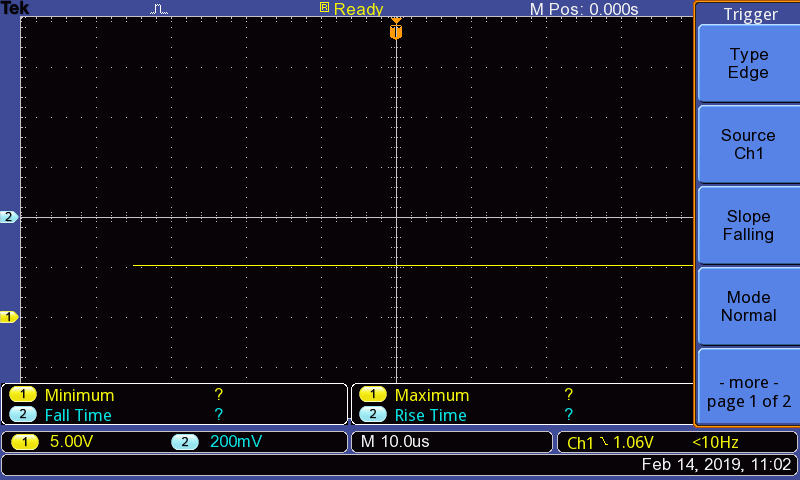 Tek
R Ready
M Pos: 0.000s
T
Trigger
Type
Edge
Source
Ch1
Slope
Falling
Mode
Normal
- more -
page 1 of 2
2
1
1 Minimum ?
2 Fall Time ?
1 Maximum ?
2 Rise Time ?
1 5.00V
2 200mV
M 10.0us
Ch1 1.06V <10Hz
Feb 14, 2019, 11:02